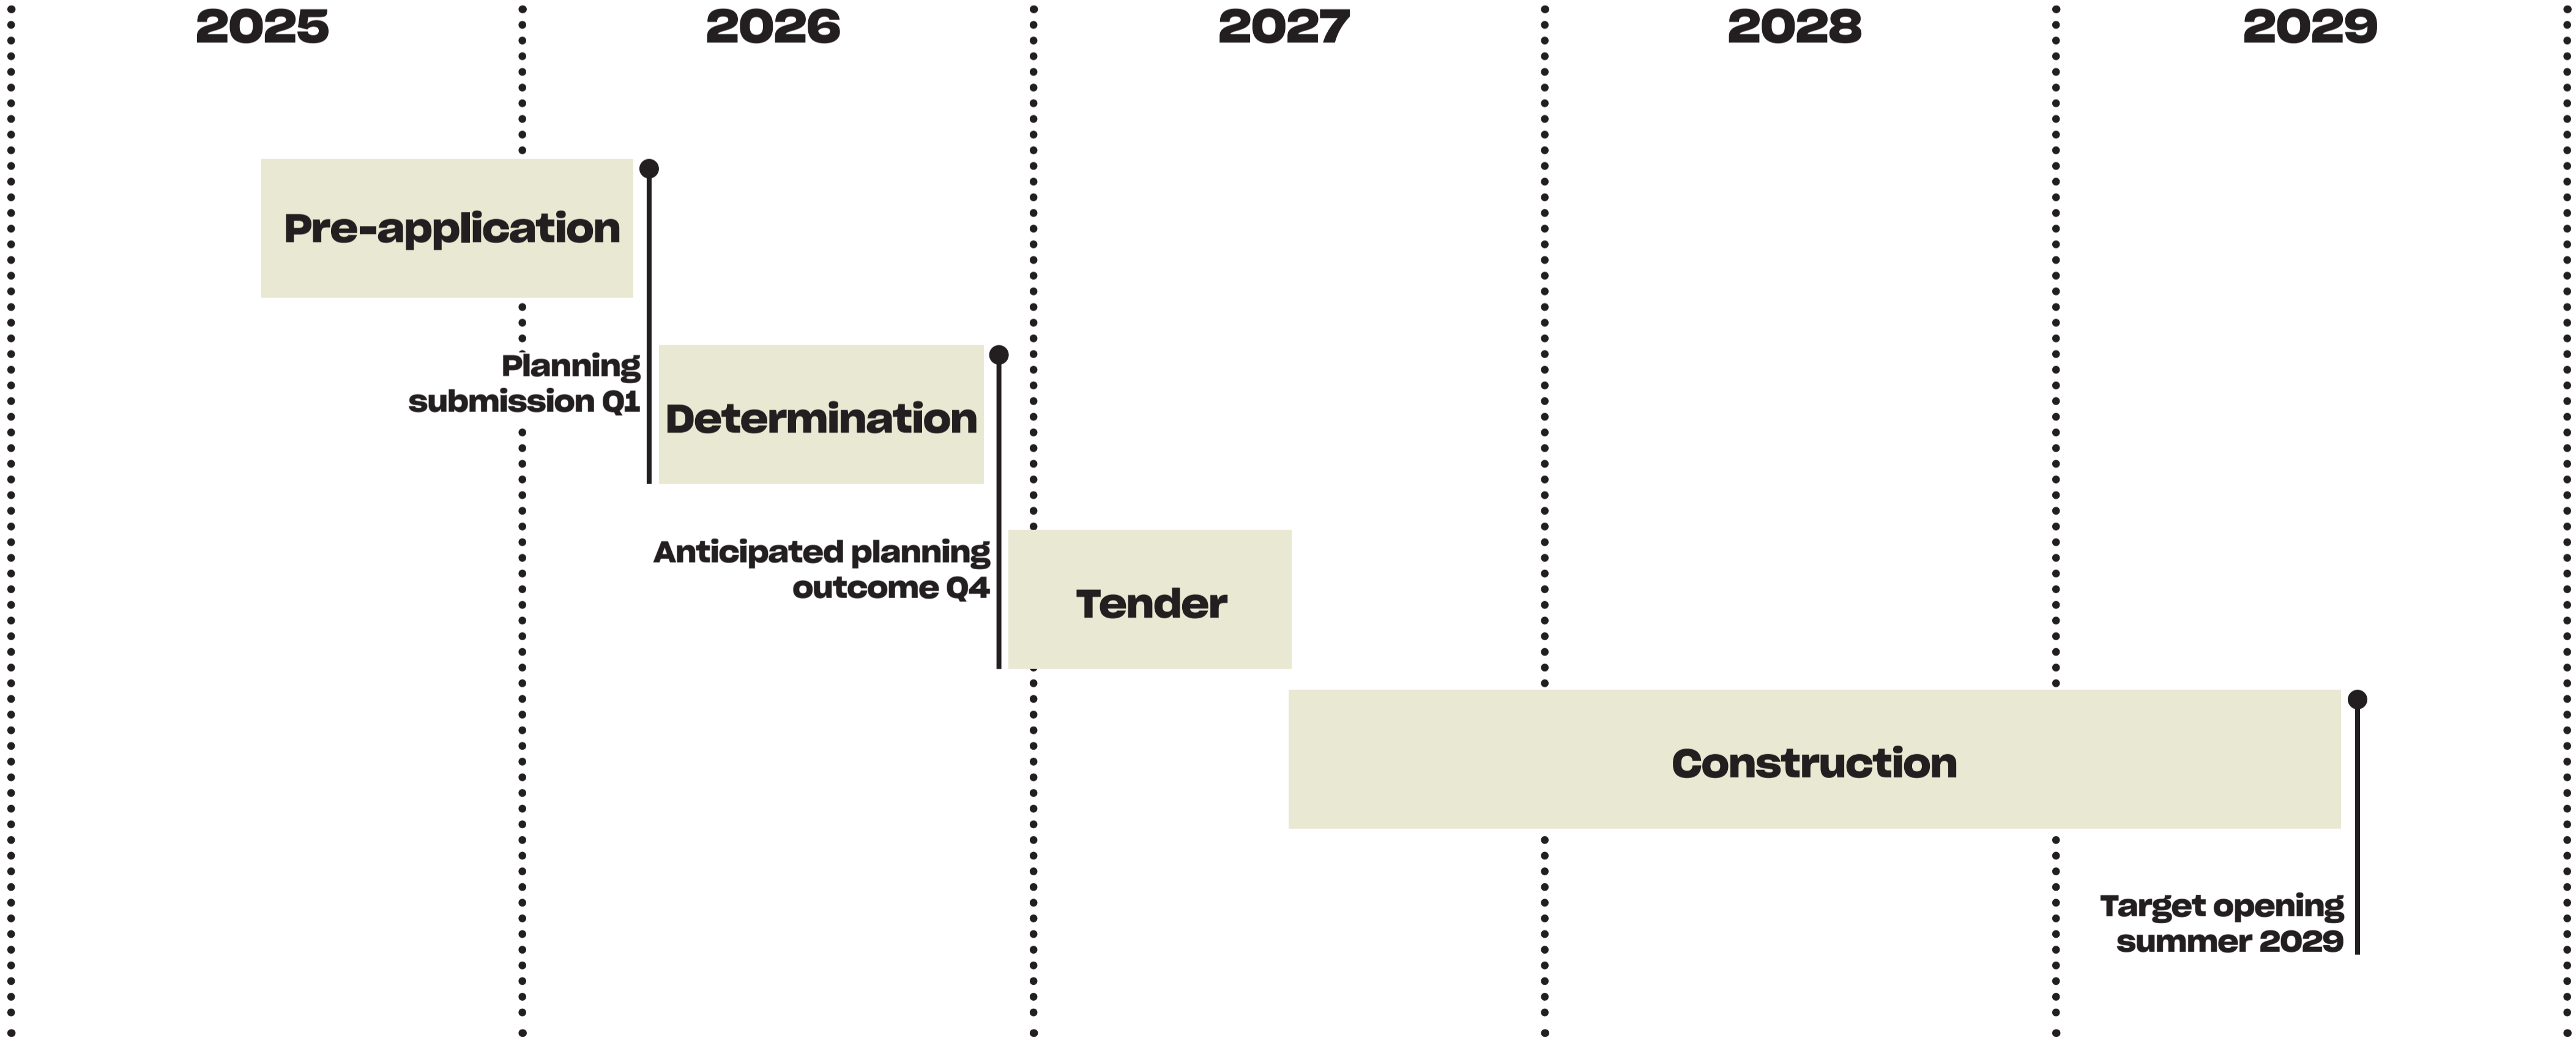 2025
2026
2027
2028
2029
Pre-application
Planning
submission Q1
Determination
Anticipated planning
outcome Q4
Tender
Construction
Target opening
summer 2029